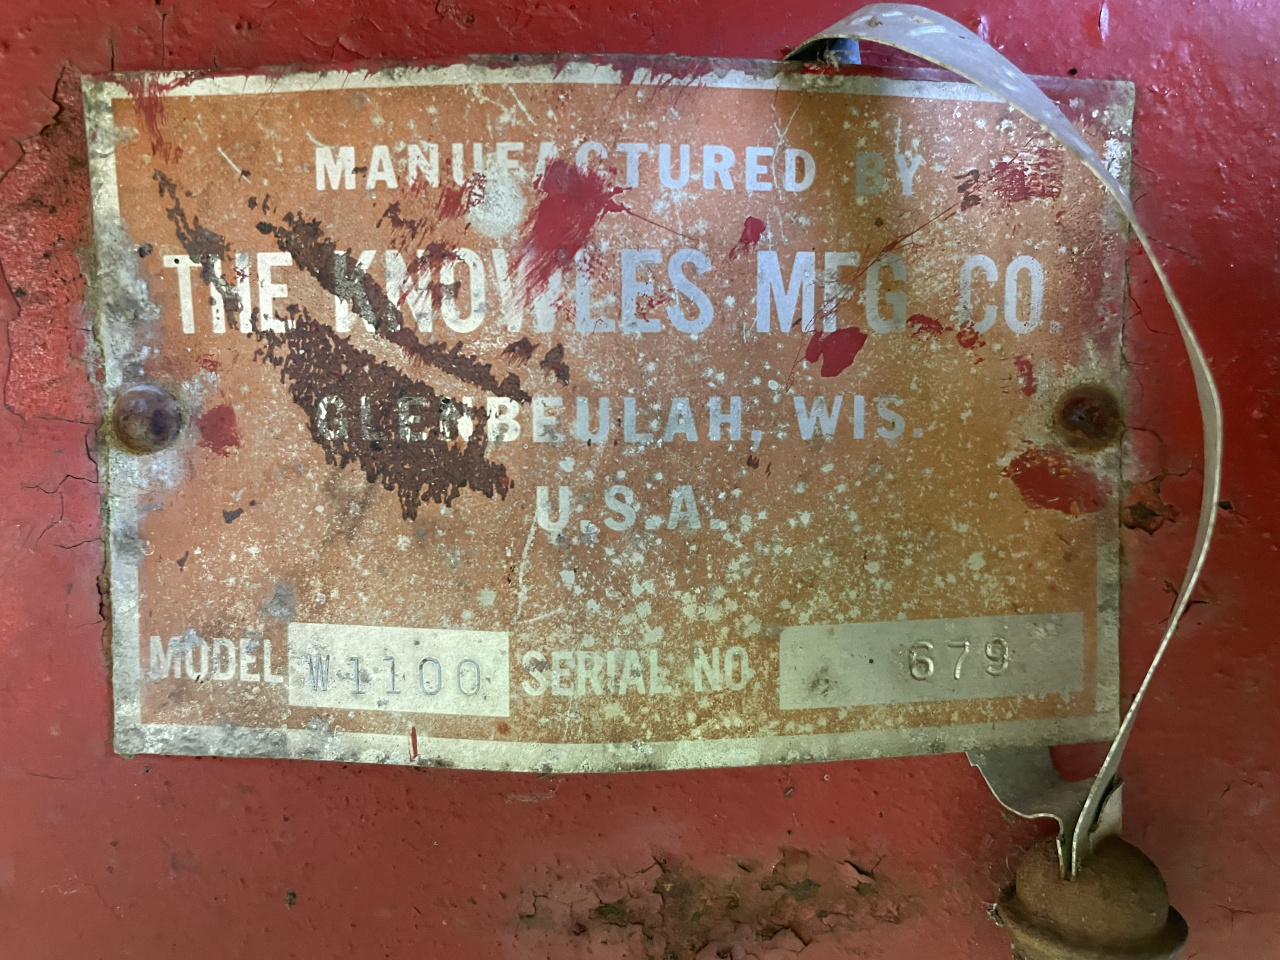 MANUFACTURED BY
THE KNOWLES MFG CO.
GLENBEULAH, WIS.
U.S.A.
MODEL W1100 SERIAL NO 679